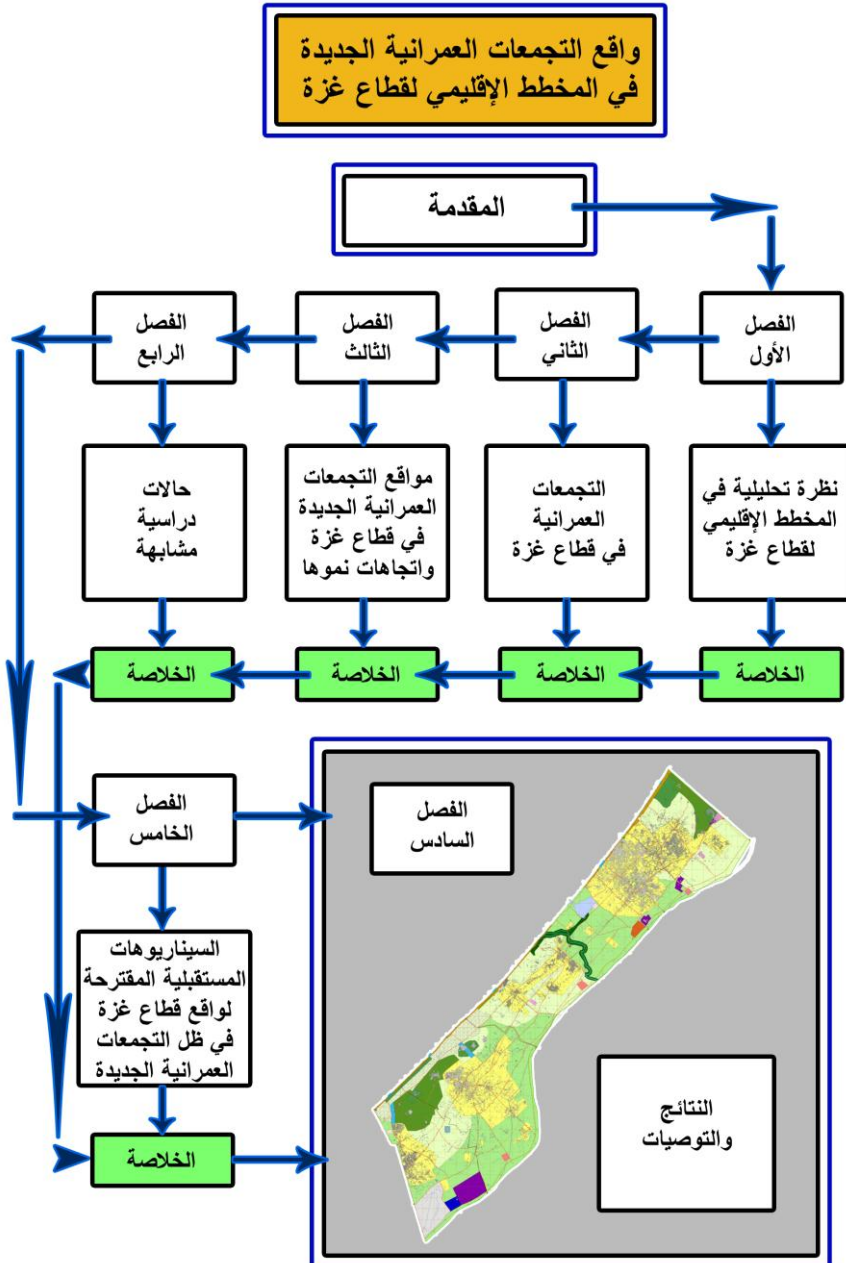 واقع التجمعات العمرانية الجديدة
في المخطط الإقليمي لقطاع غزة
المقدمة
الفصل
الأول
الفصل
الثاني
الفصل
الثالث
الفصل
الرابع
نظرة تحليلية في
المخطط الإقليمي
لقطاع غزة
التجمعات
العمرانية
في قطاع غزة
مواقع التجمعات
العمرانية الجديدة
في قطاع غزة
واتجاهات نموها
حالات
دراسية
مشابهة
الخلاصة
الخلاصة
الخلاصة
الخلاصة
الفصل
الخامس
السيناريوهات
المستقبلية المقترحة
لواقع قطاع غزة
في ظل التجمعات
العمرانية الجديدة
الخلاصة
الفصل
السادس
النتائج
والتوصيات